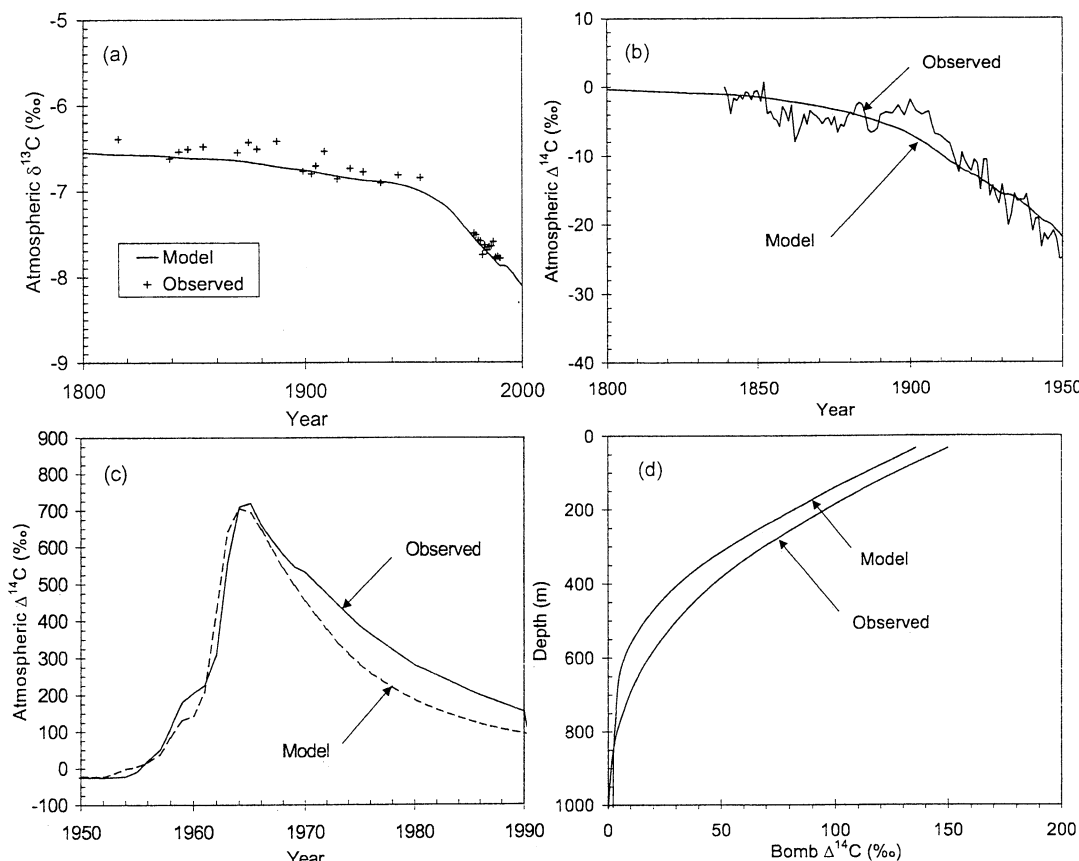 (a)
-5
-6
-7
-8
-9
Atmospheric δ¹³C (‰)
Model
Observed
1800
1900
2000
Year
(b)
10
0
-10
-20
-30
-40
Atmospheric Δ¹⁴C (‰)
Observed
Model
1800
1850
1900
1950
Year
(c)
900
800
700
600
500
400
300
200
100
0
-100
Atmospheric Δ¹⁴C (‰)
Observed
Model
1950
1960
1970
1980
1990
Year
(d)
0
200
400
600
800
1000
Depth (m)
Model
Observed
0
50
100
150
200
Bomb Δ¹⁴C (‰)